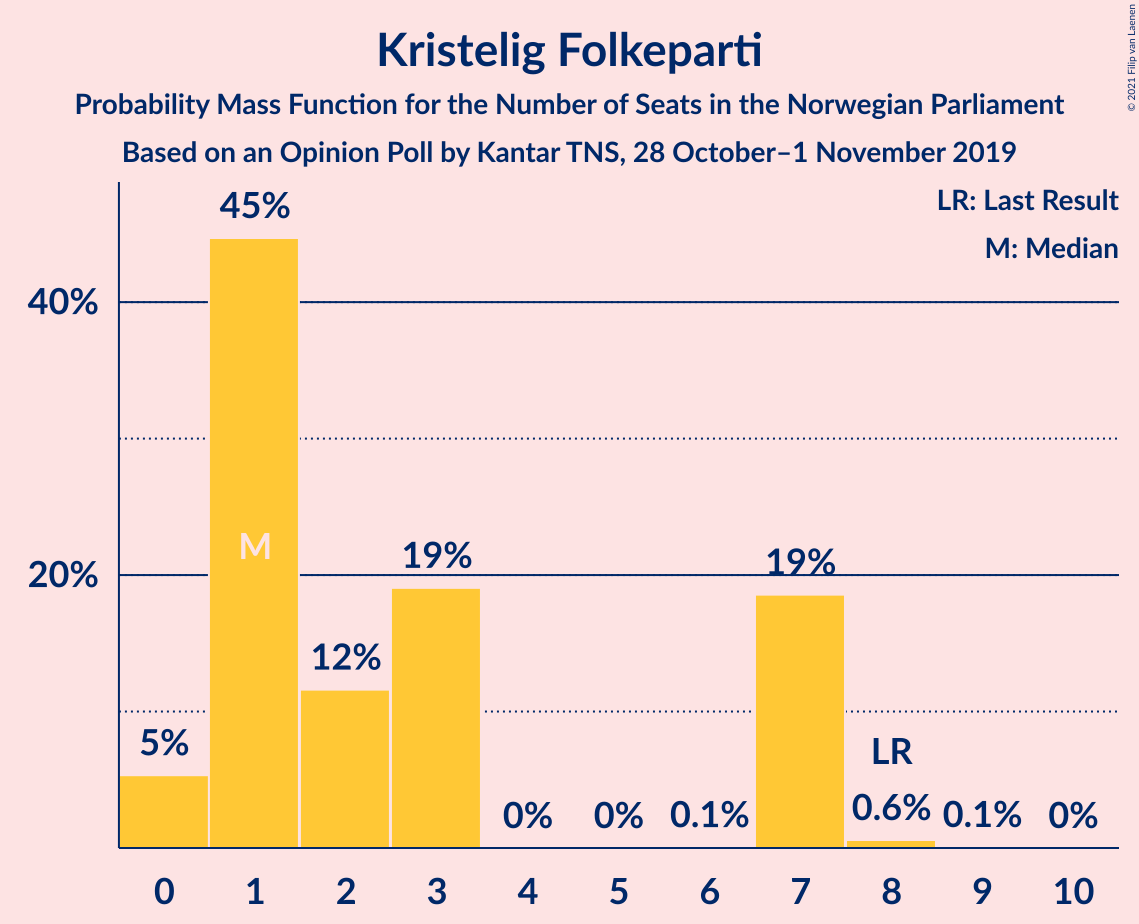 Kristelig Folkeparti
Probability Mass Function for the Number of Seats in the Norwegian Parliament
Based on an Opinion Poll by Kantar TNS, 28 October–1 November 2019
© 2021 Filip van Laenen
LR: Last Result
M: Median
40%
20%
5%
45%
M
12%
19%
0%
0%
0.1%
19%
LR
0.6%
0.1%
0%
0 1 2 3 4 5 6 7 8 9 10